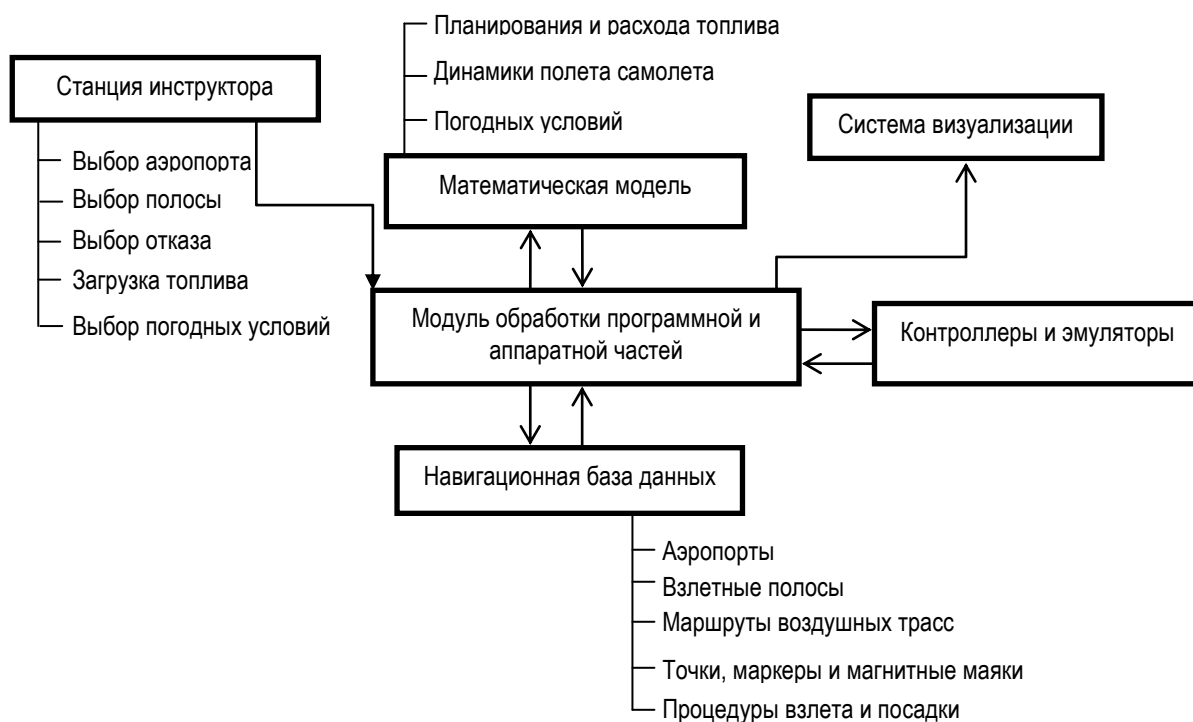 Планирования и расхода топлива
Динамики полета самолета
Погодных условий
Станция инструктора
Выбор аэропорта
Выбор полосы
Выбор отказа
Загрузка топлива
Выбор погодных условий
Математическая модель
Система визуализации
Модуль обработки программной и
аппаратной частей
Контроллеры и эмуляторы
Навигационная база данных
Аэропорты
Взлетные полосы
Маршруты воздушных трасс
Точки, маркеры и магнитные маяки
Процедуры взлета и посадки